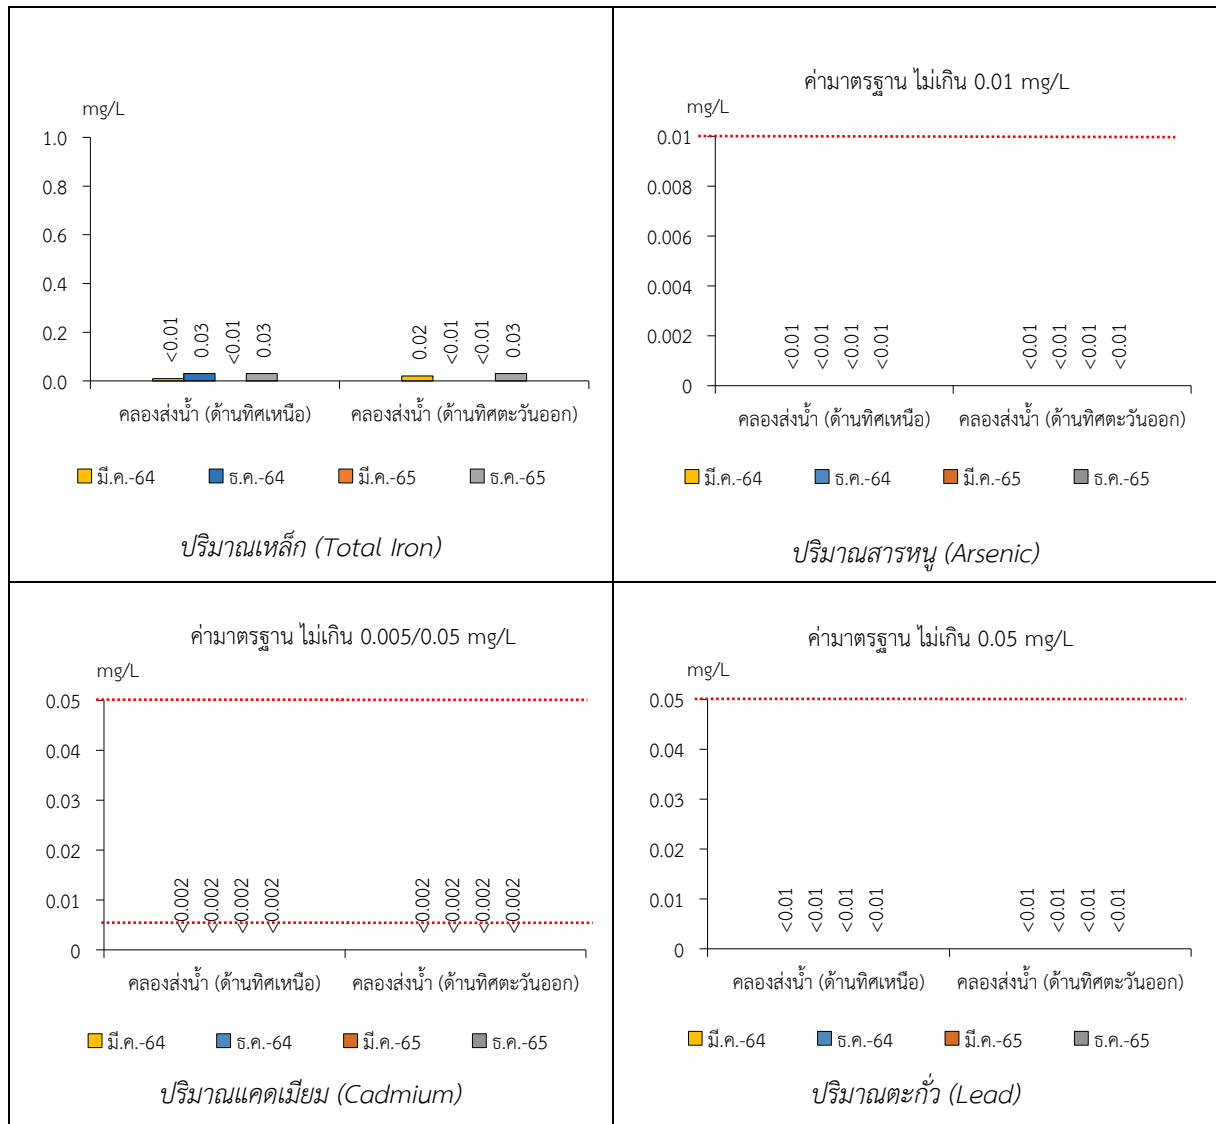 mg/L
1.0
0.8
0.6
0.4
0.2
0.0
<0.01 0.03 <0.01 0.03 0.02 <0.01 <0.01 0.03
คลองส่งน้ำ (ด้านทิศเหนือ) คลองส่งน้ำ (ด้านทิศตะวันออก)
มี.ค.-64 ธ.ค.-64 มี.ค.-65 ธ.ค.-65
ปริมาณเหล็ก (Total Iron)
ค่ามาตรฐาน ไม่เกิน 0.01 mg/L
mg/L
0.01
0.008
0.006
0.004
0.002
0
<0.01 <0.01 <0.01 <0.01 <0.01 <0.01 <0.01 <0.01
คลองส่งน้ำ (ด้านทิศเหนือ) คลองส่งน้ำ (ด้านทิศตะวันออก)
มี.ค.-64 ธ.ค.-64 มี.ค.-65 ธ.ค.-65
ปริมาณสารหนู (Arsenic)
ค่ามาตรฐาน ไม่เกิน 0.005/0.05 mg/L
mg/L
0.05
0.04
0.03
0.02
0.01
0
<0.002 <0.002 <0.002 <0.002 <0.002 <0.002 <0.002 <0.002
คลองส่งน้ำ (ด้านทิศเหนือ) คลองส่งน้ำ (ด้านทิศตะวันออก)
มี.ค.-64 ธ.ค.-64 มี.ค.-65 ธ.ค.-65
ปริมาณแคดเมียม (Cadmium)
ค่ามาตรฐาน ไม่เกิน 0.05 mg/L
mg/L
0.05
0.04
0.03
0.02
0.01
0
<0.01 <0.01 <0.01 <0.01 <0.01 <0.01 <0.01 <0.01
คลองส่งน้ำ (ด้านทิศเหนือ) คลองส่งน้ำ (ด้านทิศตะวันออก)
มี.ค.-64 ธ.ค.-64 มี.ค.-65 ธ.ค.-65
ปริมาณตะกั่ว (Lead)